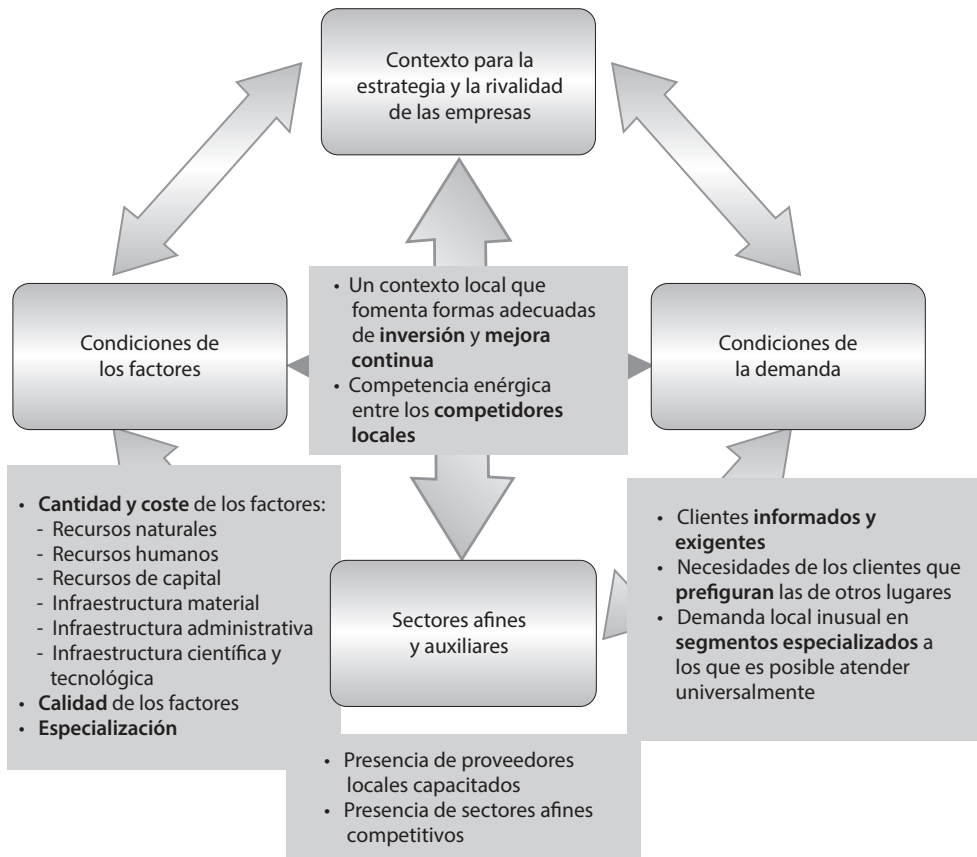 Contexto para la
estrategia y la rivalidad
de las empresas
Condiciones de
los factores
• Un contexto local que
fomenta formas adecuadas
de inversión y mejora
continua
• Competencia enérgica
entre los competidores
locales
Condiciones de
la demanda
• Cantidad y coste de los factores:
- Recursos naturales
- Recursos humanos
- Recursos de capital
- Infraestructura material
- Infraestructura administrativa
- Infraestructura científica y
tecnológica
• Calidad de los factores
• Especialización
Sectores afines
y auxiliares
• Clientes informados y
exigentes
• Necesidades de los clientes que
prefiguran las de otros lugares
• Demanda local inusual en
segmentos especializados a
los que es posible atender
universalmente
• Presencia de proveedores
locales capacitados
• Presencia de sectores afines
competitivos